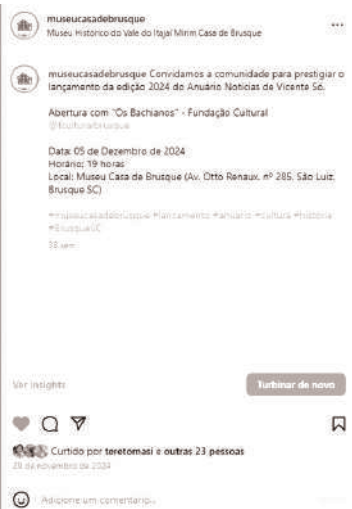 museucasadebrusque
Museu Histórico do Vale do Itajaí Mirim Casa de Brusque
museucasadebrusque Convidamos a comunidade para prestigiar o
lançamento da edição 2024 do Anuário Notícias de Vicente Só.
Abertura com "Os Bachianos" - Fundação Cultural
@fculturalbrusque
Data: 05 de Dezembro de 2024
Horário: 19 horas
Local: Museu Casa de Brusque (Av. Otto Renaux, nº 285, São Luiz,
Brusque SC)
#museucasadebrusque #lançamento #anuário #cultura #história
#BrusqueSC
Ver insights
Turbinar de novo
Curtido por teretomasi e outras 23 pessoas
29 de novembro de 2024
Adicione um comentário...